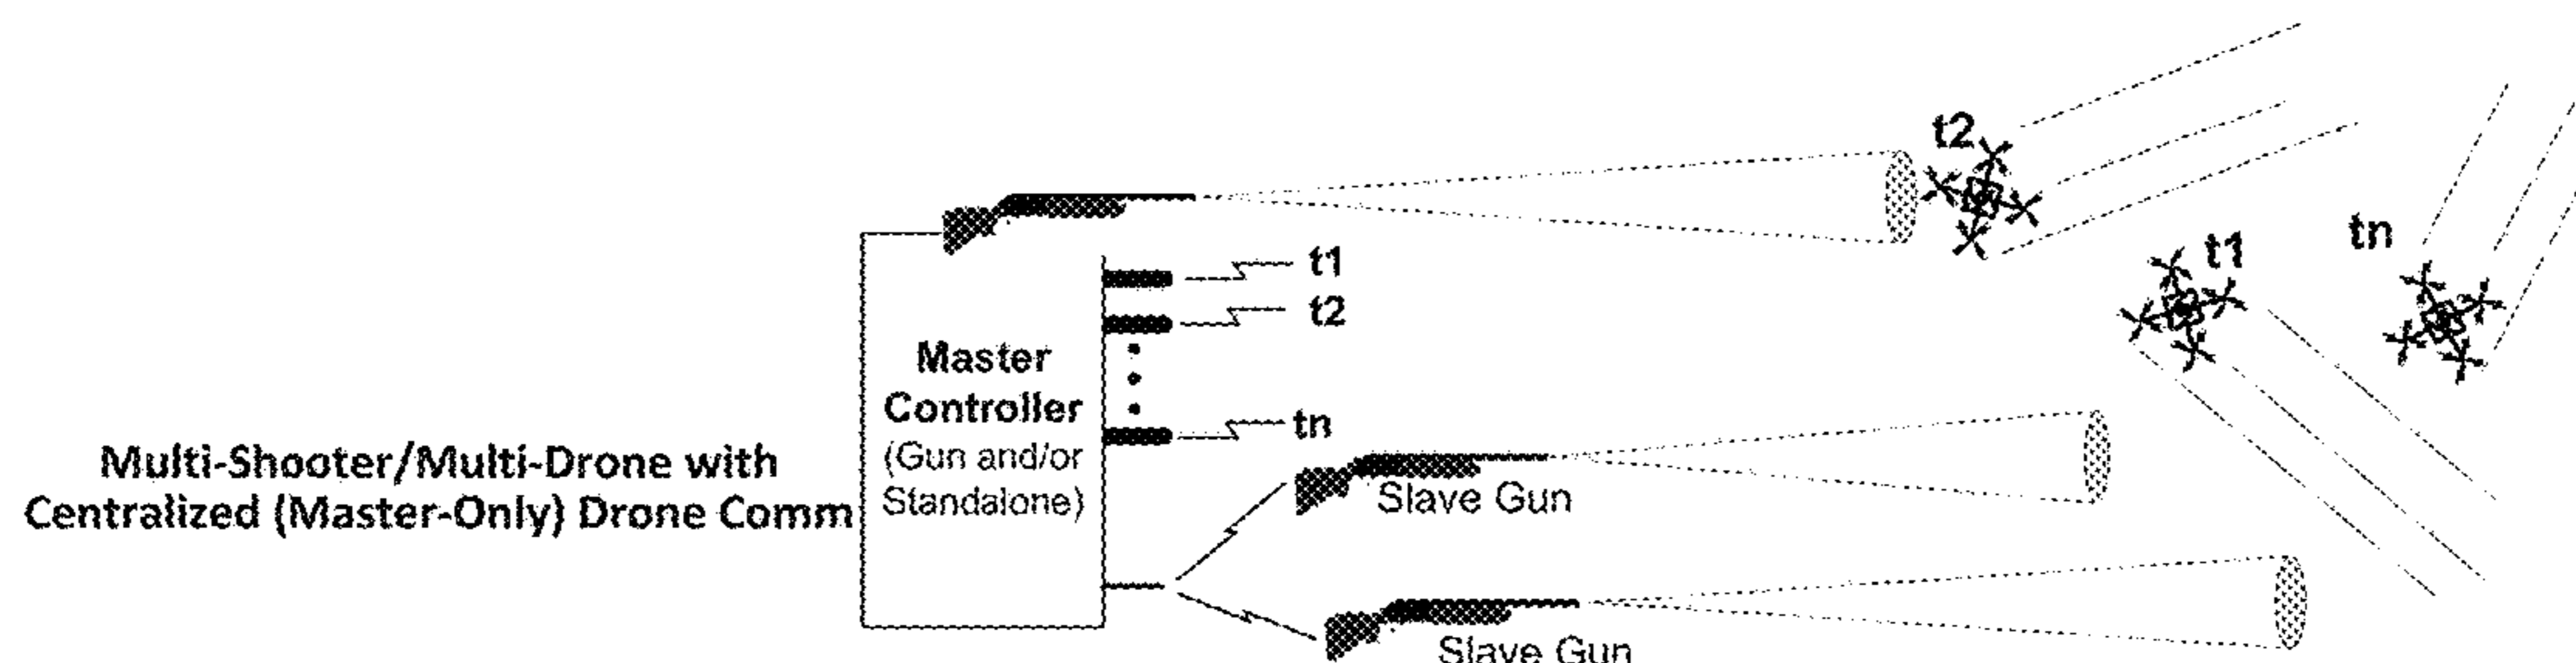 t2
t1
tn
t1
t2
tn
Master
Controller
(Gun and/or
Standalone)
Multi-Shooter/Multi-Drone with
Centralized (Master-Only) Drone Comm
Slave Gun
Slave Gun